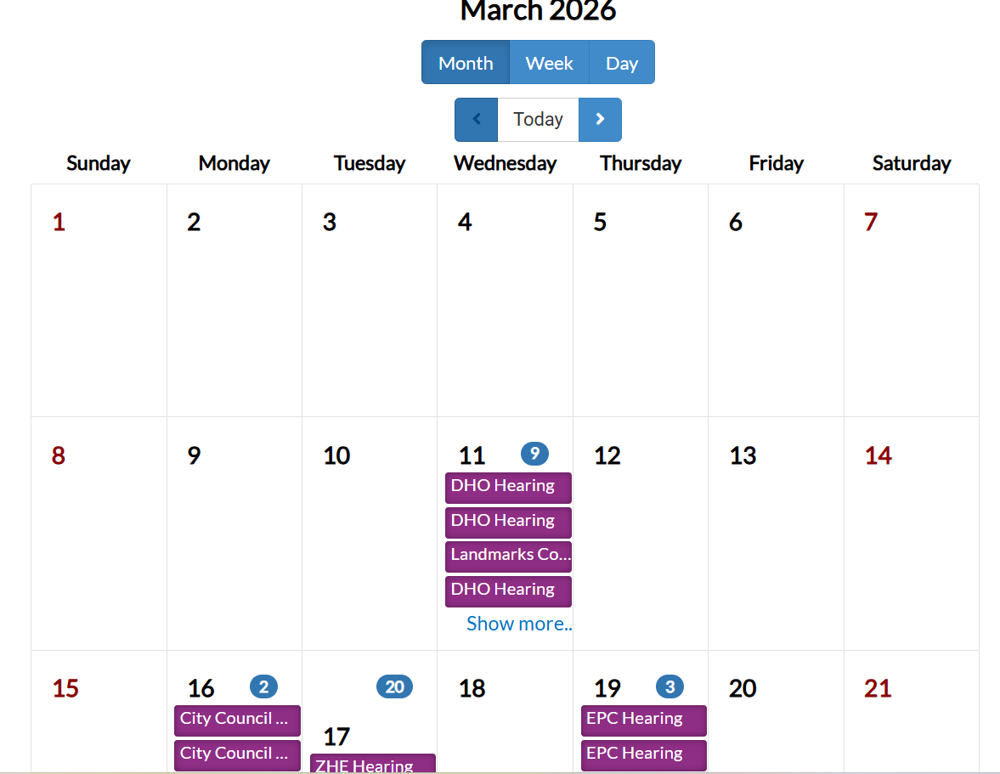 March 2026
Month Week Day
Today
Sunday Monday Tuesday Wednesday Thursday Friday Saturday
1 2 3 4 5 6 7
8 9 10 11 9 12 13 14
DHO Hearing
DHO Hearing
Landmarks Co...
DHO Hearing
Show more..
15 16 2 20 18 19 3 20 21
City Council ... EPC Hearing
17
City Council ... EPC Hearing
ZHE Hearing